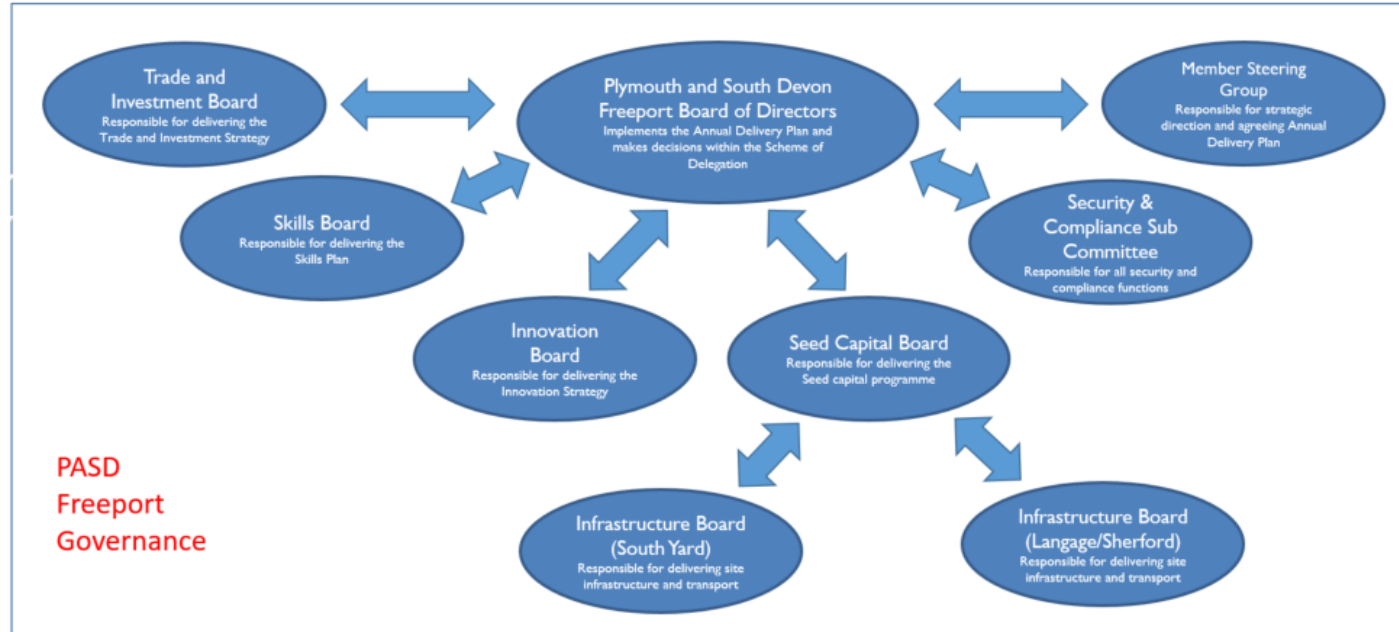 Trade and
Investment Board
Responsible for delivering the
Trade and Investment Strategy
Plymouth and South Devon
Freeport Board of Directors
Implements the Annual Delivery Plan and
makes decisions within the Scheme of
Delegation
Member Steering
Group
Responsible for strategic
direction and agreeing Annual
Delivery Plan
Skills Board
Responsible for delivering the
Skills Plan
Security &
Compliance Sub
Committee
Responsible for all security and
compliance functions
Innovation
Board
Responsible for delivering the
Innovation Strategy
Seed Capital Board
Responsible for delivering the
Seed capital programme
PASD
Freeport
Governance
Infrastructure Board
(South Yard)
Responsible for delivering site
infrastructure and transport
Infrastructure Board
(Langage/Sherford)
Responsible for delivering site
infrastructure and transport